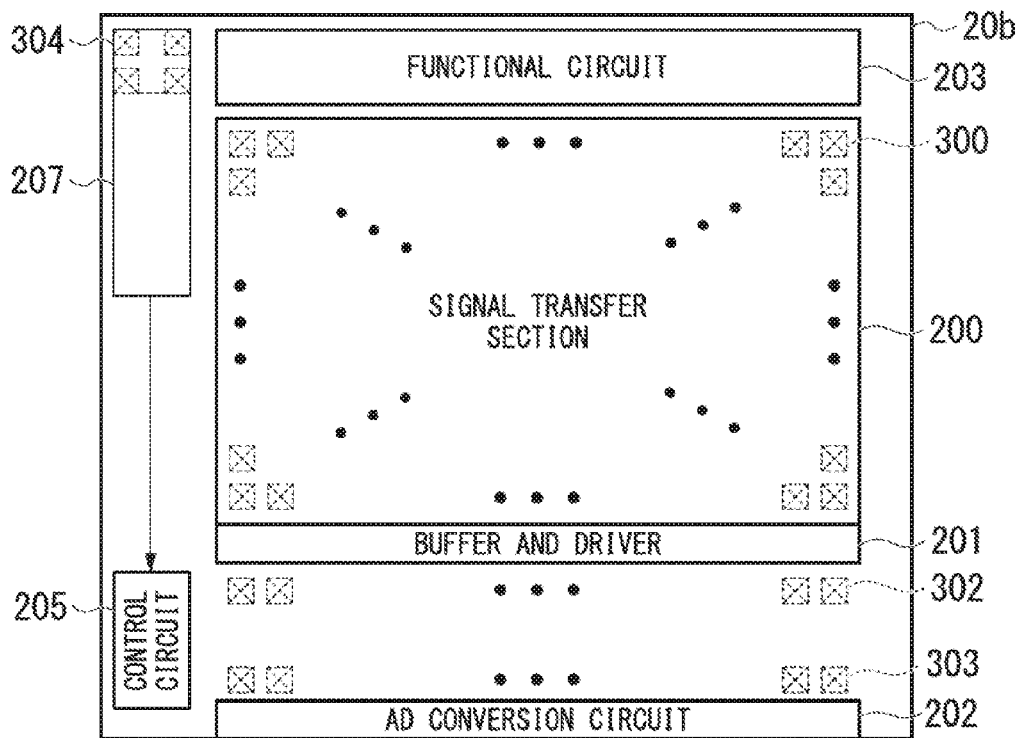 304
20b
FUNCTIONAL CIRCUIT
203
300
207
SIGNAL TRANSFER
SECTION
200
BUFFER AND DRIVER
201
302
205
CONTROL
CIRCUIT
303
AD CONVERSION CIRCUIT
202